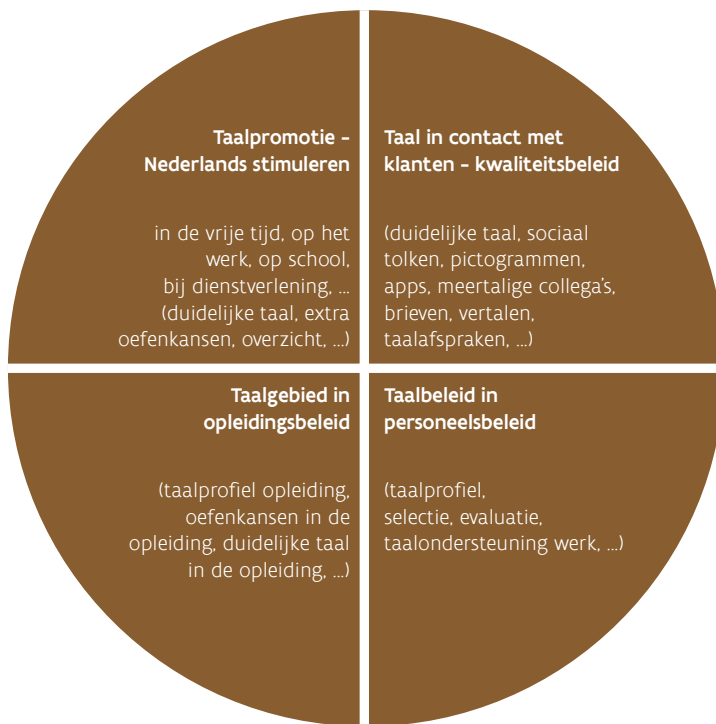 Taalpromotie –
Nederlands stimuleren
in de vrije tijd, op het
werk, op school,
bij dienstverlening, ...
(duidelijke taal, extra
oefenkansen, overzicht, ...)
Taal in contact met
klanten – kwaliteitsbeleid
(duidelijke taal, sociaal
tolken, pictogrammen,
apps, meertalige collega's,
brieven, vertalen,
taalafspraken, ...)
Taalgebied in
opleidingsbeleid
(taalprofiel opleiding,
oefenkansen in de
opleiding, duidelijke taal
in de opleiding, ...)
Taalbeleid in
personeelsbeleid
(taalprofiel,
selectie, evaluatie,
taalondersteuning werk, ...)